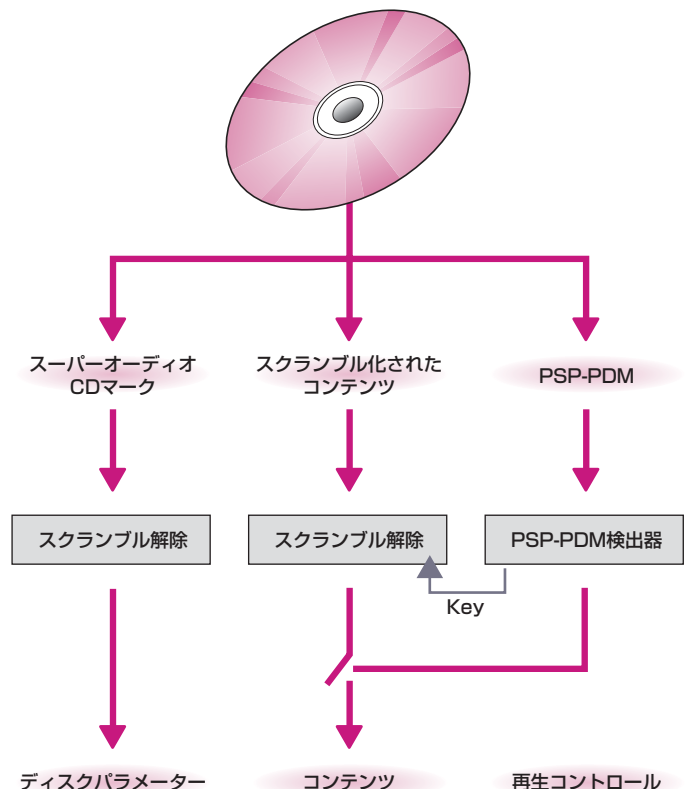 スーパーオーディオ
CDマーク
スクランブル化された
コンテンツ
PSP-PDM
スクランブル解除
スクランブル解除
PSP-PDM検出器
Key
ディスクパラメーター
コンテンツ
再生コントロール